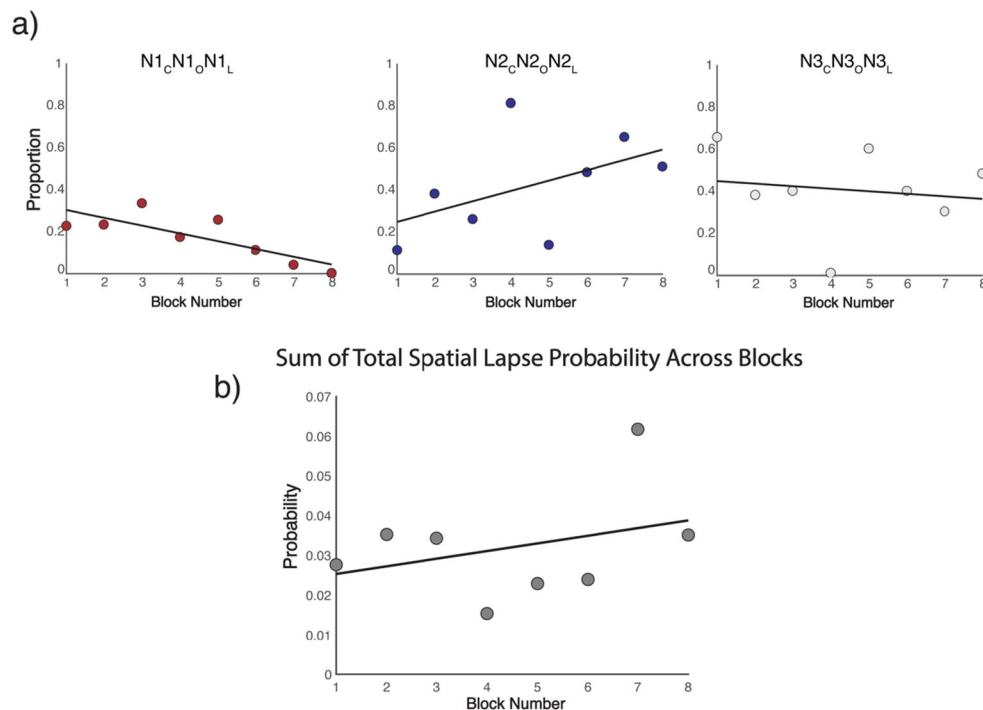 a)
N1CN1ON1L
N2CN2ON2L
N3CN3ON3L
Proportion
1
0.8
0.6
0.4
0.2
0
1 2 3 4 5 6 7 8
Block Number
1
0.8
0.6
0.4
0.2
0
1 2 3 4 5 6 7 8
Block Number
1
0.8
0.6
0.4
0.2
0
1 2 3 4 5 6 7 8
Block Number
Sum of Total Spatial Lapse Probability Across Blocks
b)
Probability
0.07
0.06
0.05
0.04
0.03
0.02
0.01
0
1 2 3 4 5 6 7 8
Block Number